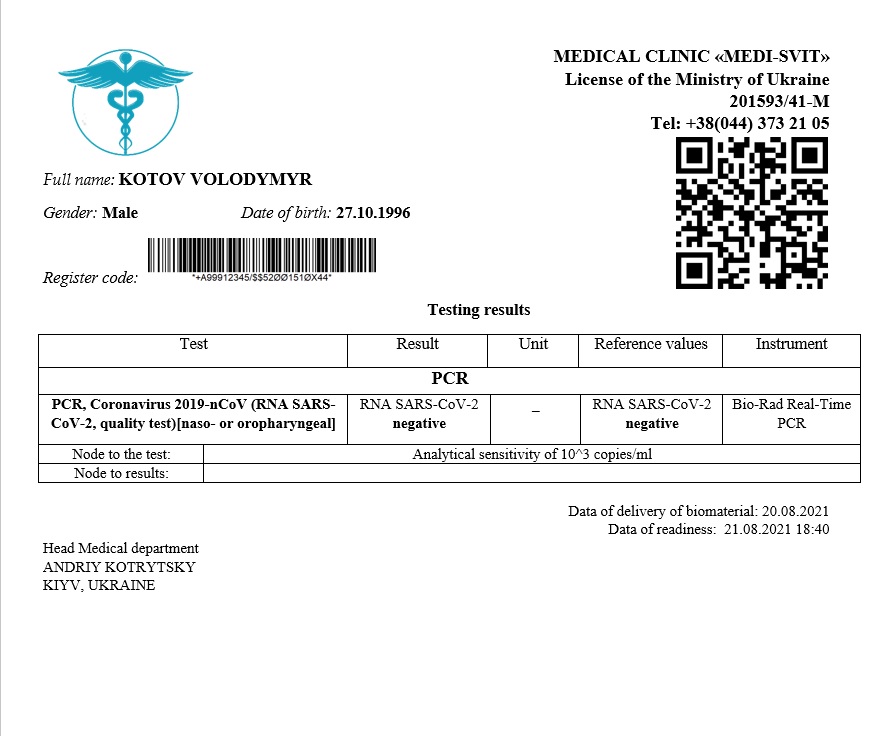 MEDICAL CLINIC «MEDI-SVIT»
License of the Ministry of Ukraine
201593/41-M
Tel: +38(044) 373 21 05
Full name: KOTOV VOLODYMYR
Gender: Male Date of birth: 27.10.1996
Register code: *+A99912345/$$52ØØ151ØX44*
Testing results
Test Result Unit Reference values Instrument
PCR
PCR, Coronavirus 2019-nCoV (RNA SARS- RNA SARS-CoV-2 – RNA SARS-CoV-2 Bio-Rad Real-Time
CoV-2, quality test)[naso- or oropharyngeal] negative negative PCR
Node to the test: Analytical sensitivity of 10^3 copies/ml
Node to results:
Data of delivery of biomaterial: 20.08.2021
Data of readiness: 21.08.2021 18:40
Head Medical department
ANDRIY KOTRYTSKY
KIYV, UKRAINE